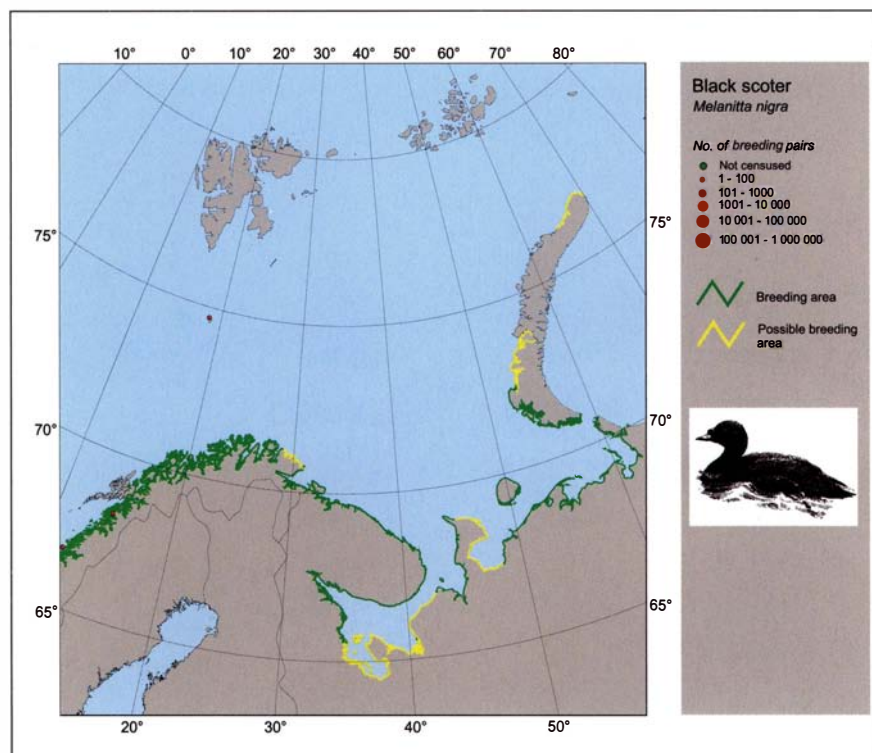 10° 0° 10° 20° 30° 40° 50° 60° 70° 80°
75°
70°
65°
75°
70°
65°
20° 30° 40° 50°
Black scoter
Melanitta nigra
No. of breeding pairs
Not censused
1 - 100
101 - 1000
1001 - 10 000
10 001 - 100 000
100 001 - 1 000 000
Breeding area
Possible breeding
area